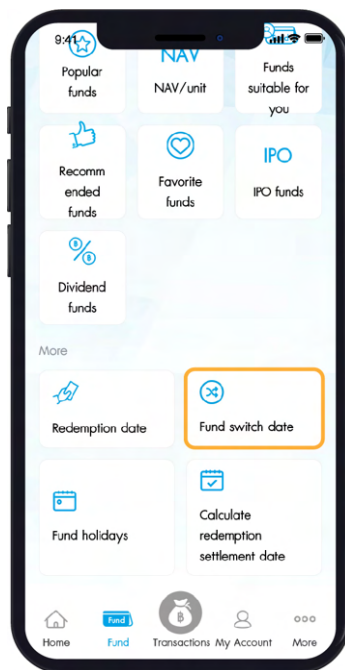 9:41
NAV
Popular
funds
NAV/unit
Funds
suitable for
you
Recomm
ended
funds
Favorite
funds
IPO
IPO funds
Dividend
funds
More
Redemption date
Fund switch date
Fund holidays
Calculate
redemption
settlement date
Fund
฿
Home
Fund
Transactions
My Account
More